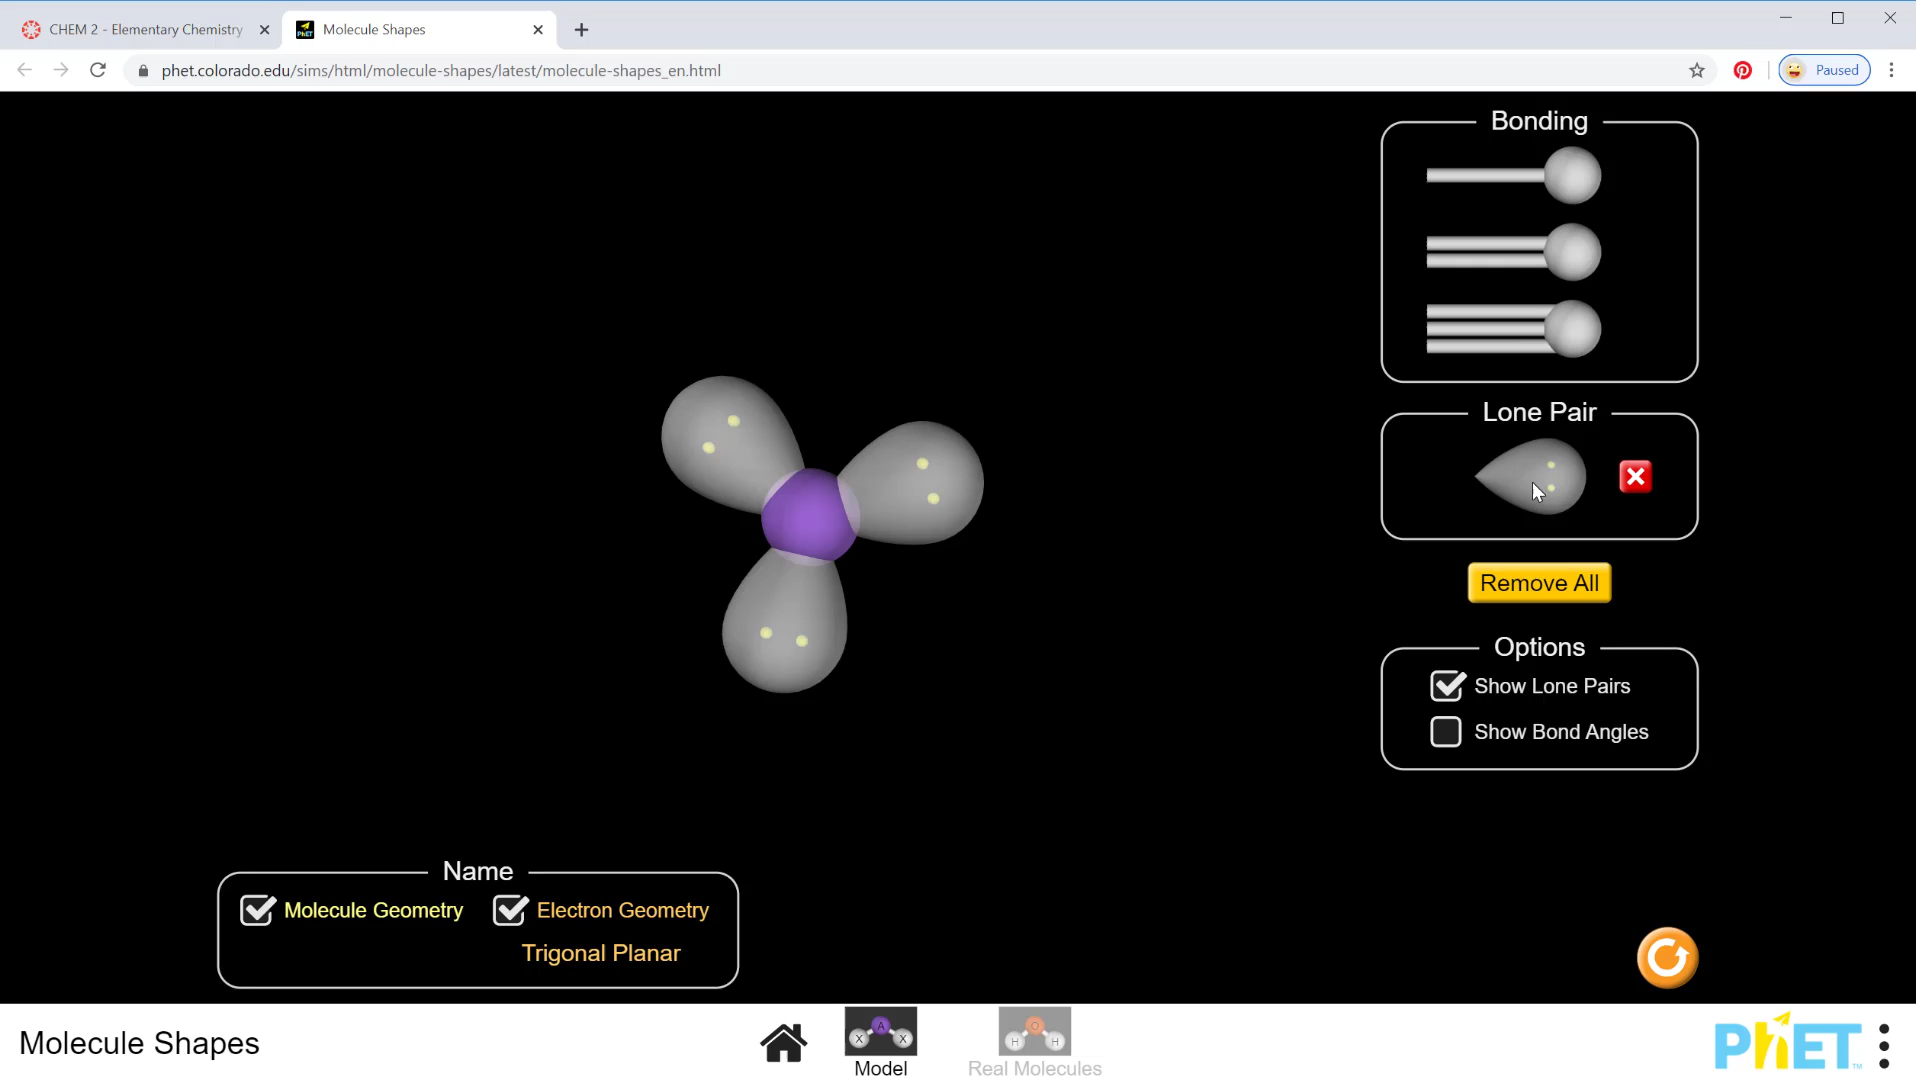 CHEM 2 - Elementary Chemistry
Molecule Shapes
phet.colorado.edu/sims/html/molecule-shapes/latest/molecule-shapes_en.html
Paused
Bonding
Lone Pair
Remove All
Options
Show Lone Pairs
Show Bond Angles
Name
Molecule Geometry
Electron Geometry
Trigonal Planar
Molecule Shapes
X A X
Model
H O H
Real Molecules
PhET